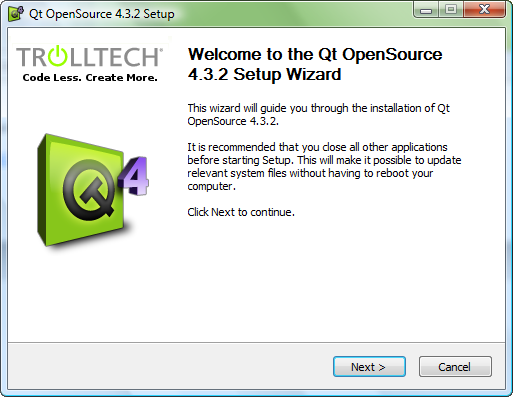 Qt OpenSource 4.3.2 Setup
TROLLTECH®
Code Less. Create More.
Welcome to the Qt OpenSource
4.3.2 Setup Wizard
This wizard will guide you through the installation of Qt
OpenSource 4.3.2.
It is recommended that you close all other applications
before starting Setup. This will make it possible to update
relevant system files without having to reboot your
computer.
Click Next to continue.
Q 4
Next >
Cancel